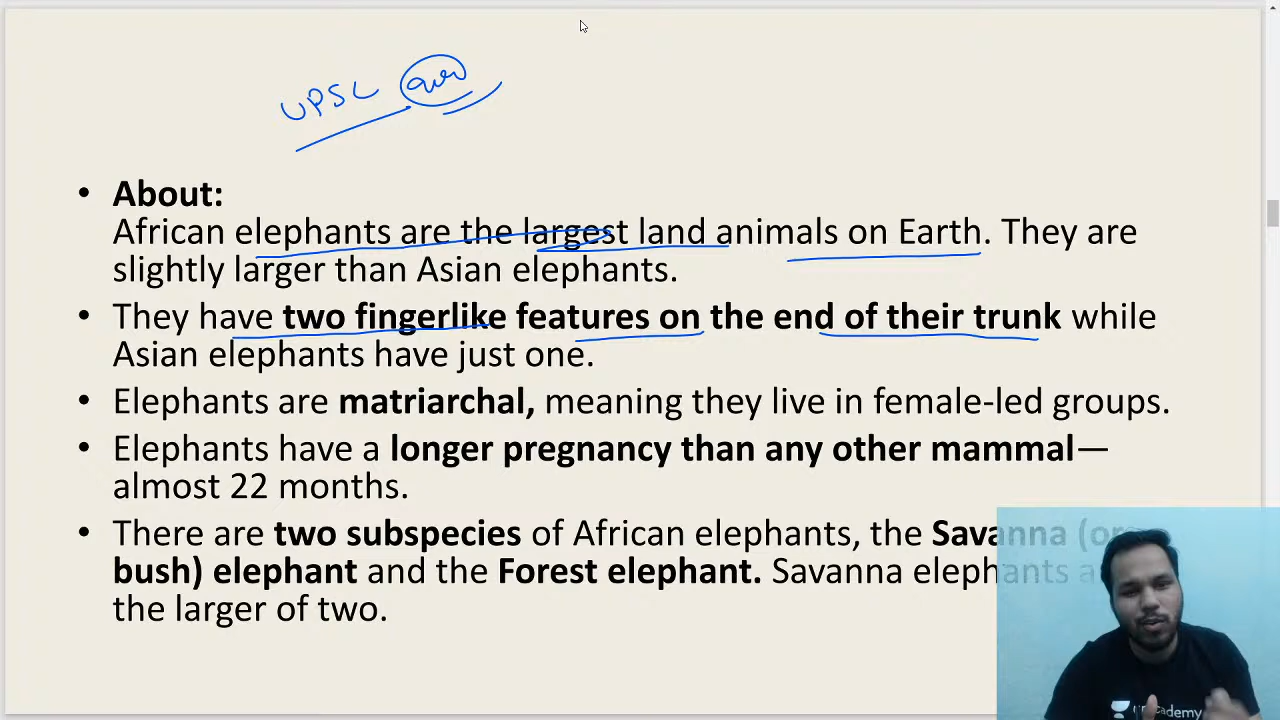 UPSC
• About:
African elephants are the largest land animals on Earth. They are
slightly larger than Asian elephants.
• They have two fingerlike features on the end of their trunk while
Asian elephants have just one.
• Elephants are matriarchal, meaning they live in female-led groups.
• Elephants have a longer pregnancy than any other mammal—
almost 22 months.
• There are two subspecies of African elephants, the Savanna (or
bush) elephant and the Forest elephant. Savanna elephants
the larger of two.